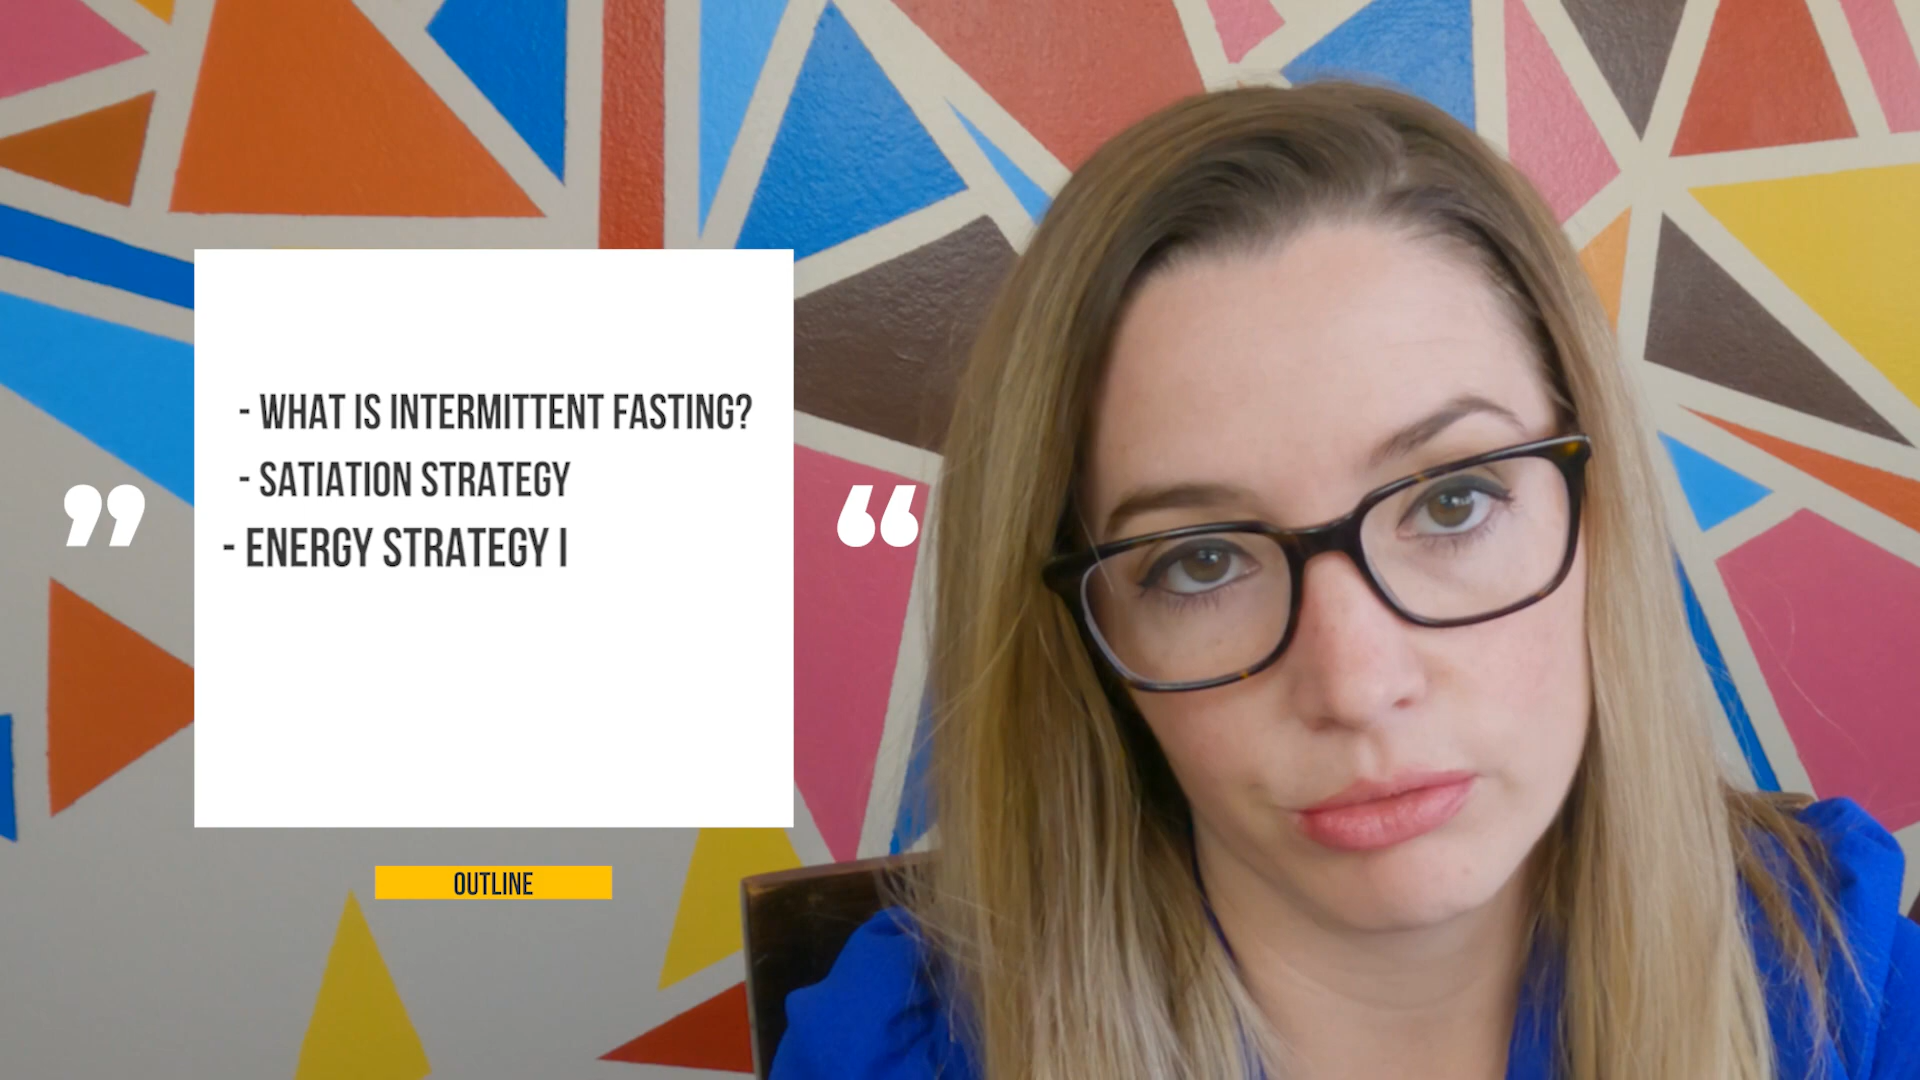 - WHAT IS INTERMITTENT FASTING?
- SATIATION STRATEGY
- ENERGY STRATEGY I
” “
OUTLINE